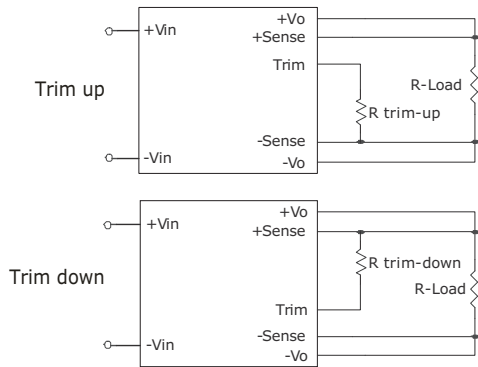 +Vo
+Vin
+Sense
Trim
Trim up
R-Load
R trim-up
-Sense
-Vin
-Vo
+Vo
+Vin
+Sense
R trim-down
Trim down
R-Load
Trim
-Sense
-Vin
-Vo